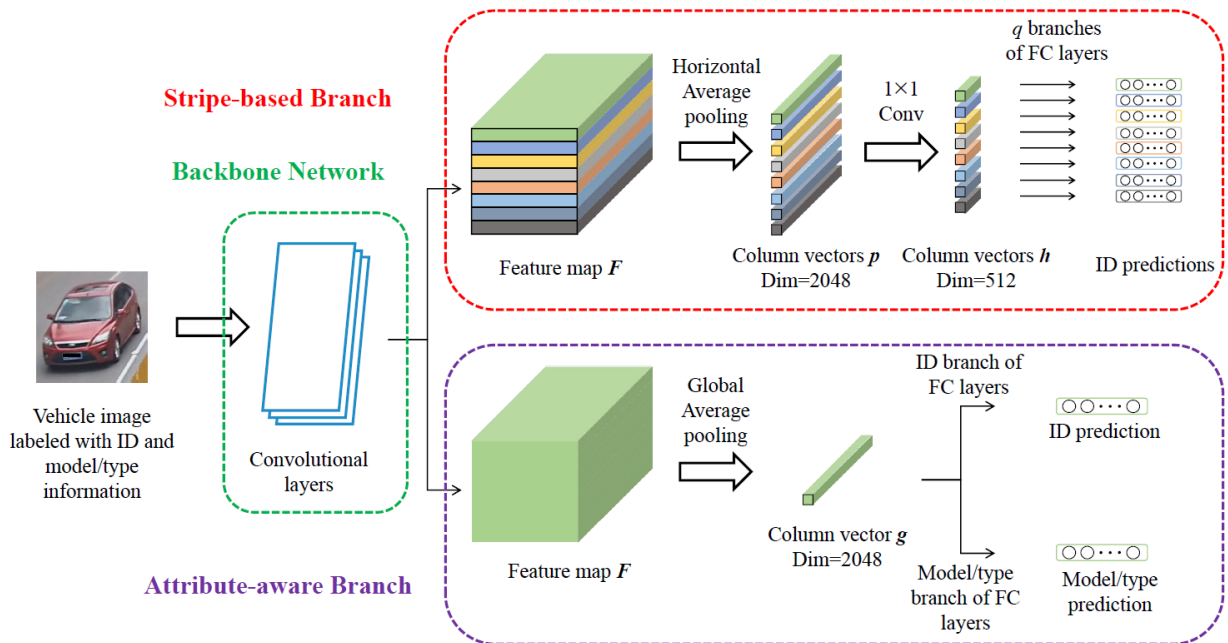 Stripe-based Branch
Backbone Network
Vehicle image
labeled with ID and
model/type
information
Convolutional
layers
Feature map F
Horizontal
Average
pooling
Column vectors p
Dim=2048
1×1
Conv
Column vectors h
Dim=512
q branches
of FC layers
ID predictions
Attribute-aware Branch
Feature map F
Global
Average
pooling
Column vector g
Dim=2048
ID branch of
FC layers
ID prediction
Model/type
branch of FC
layers
Model/type
prediction